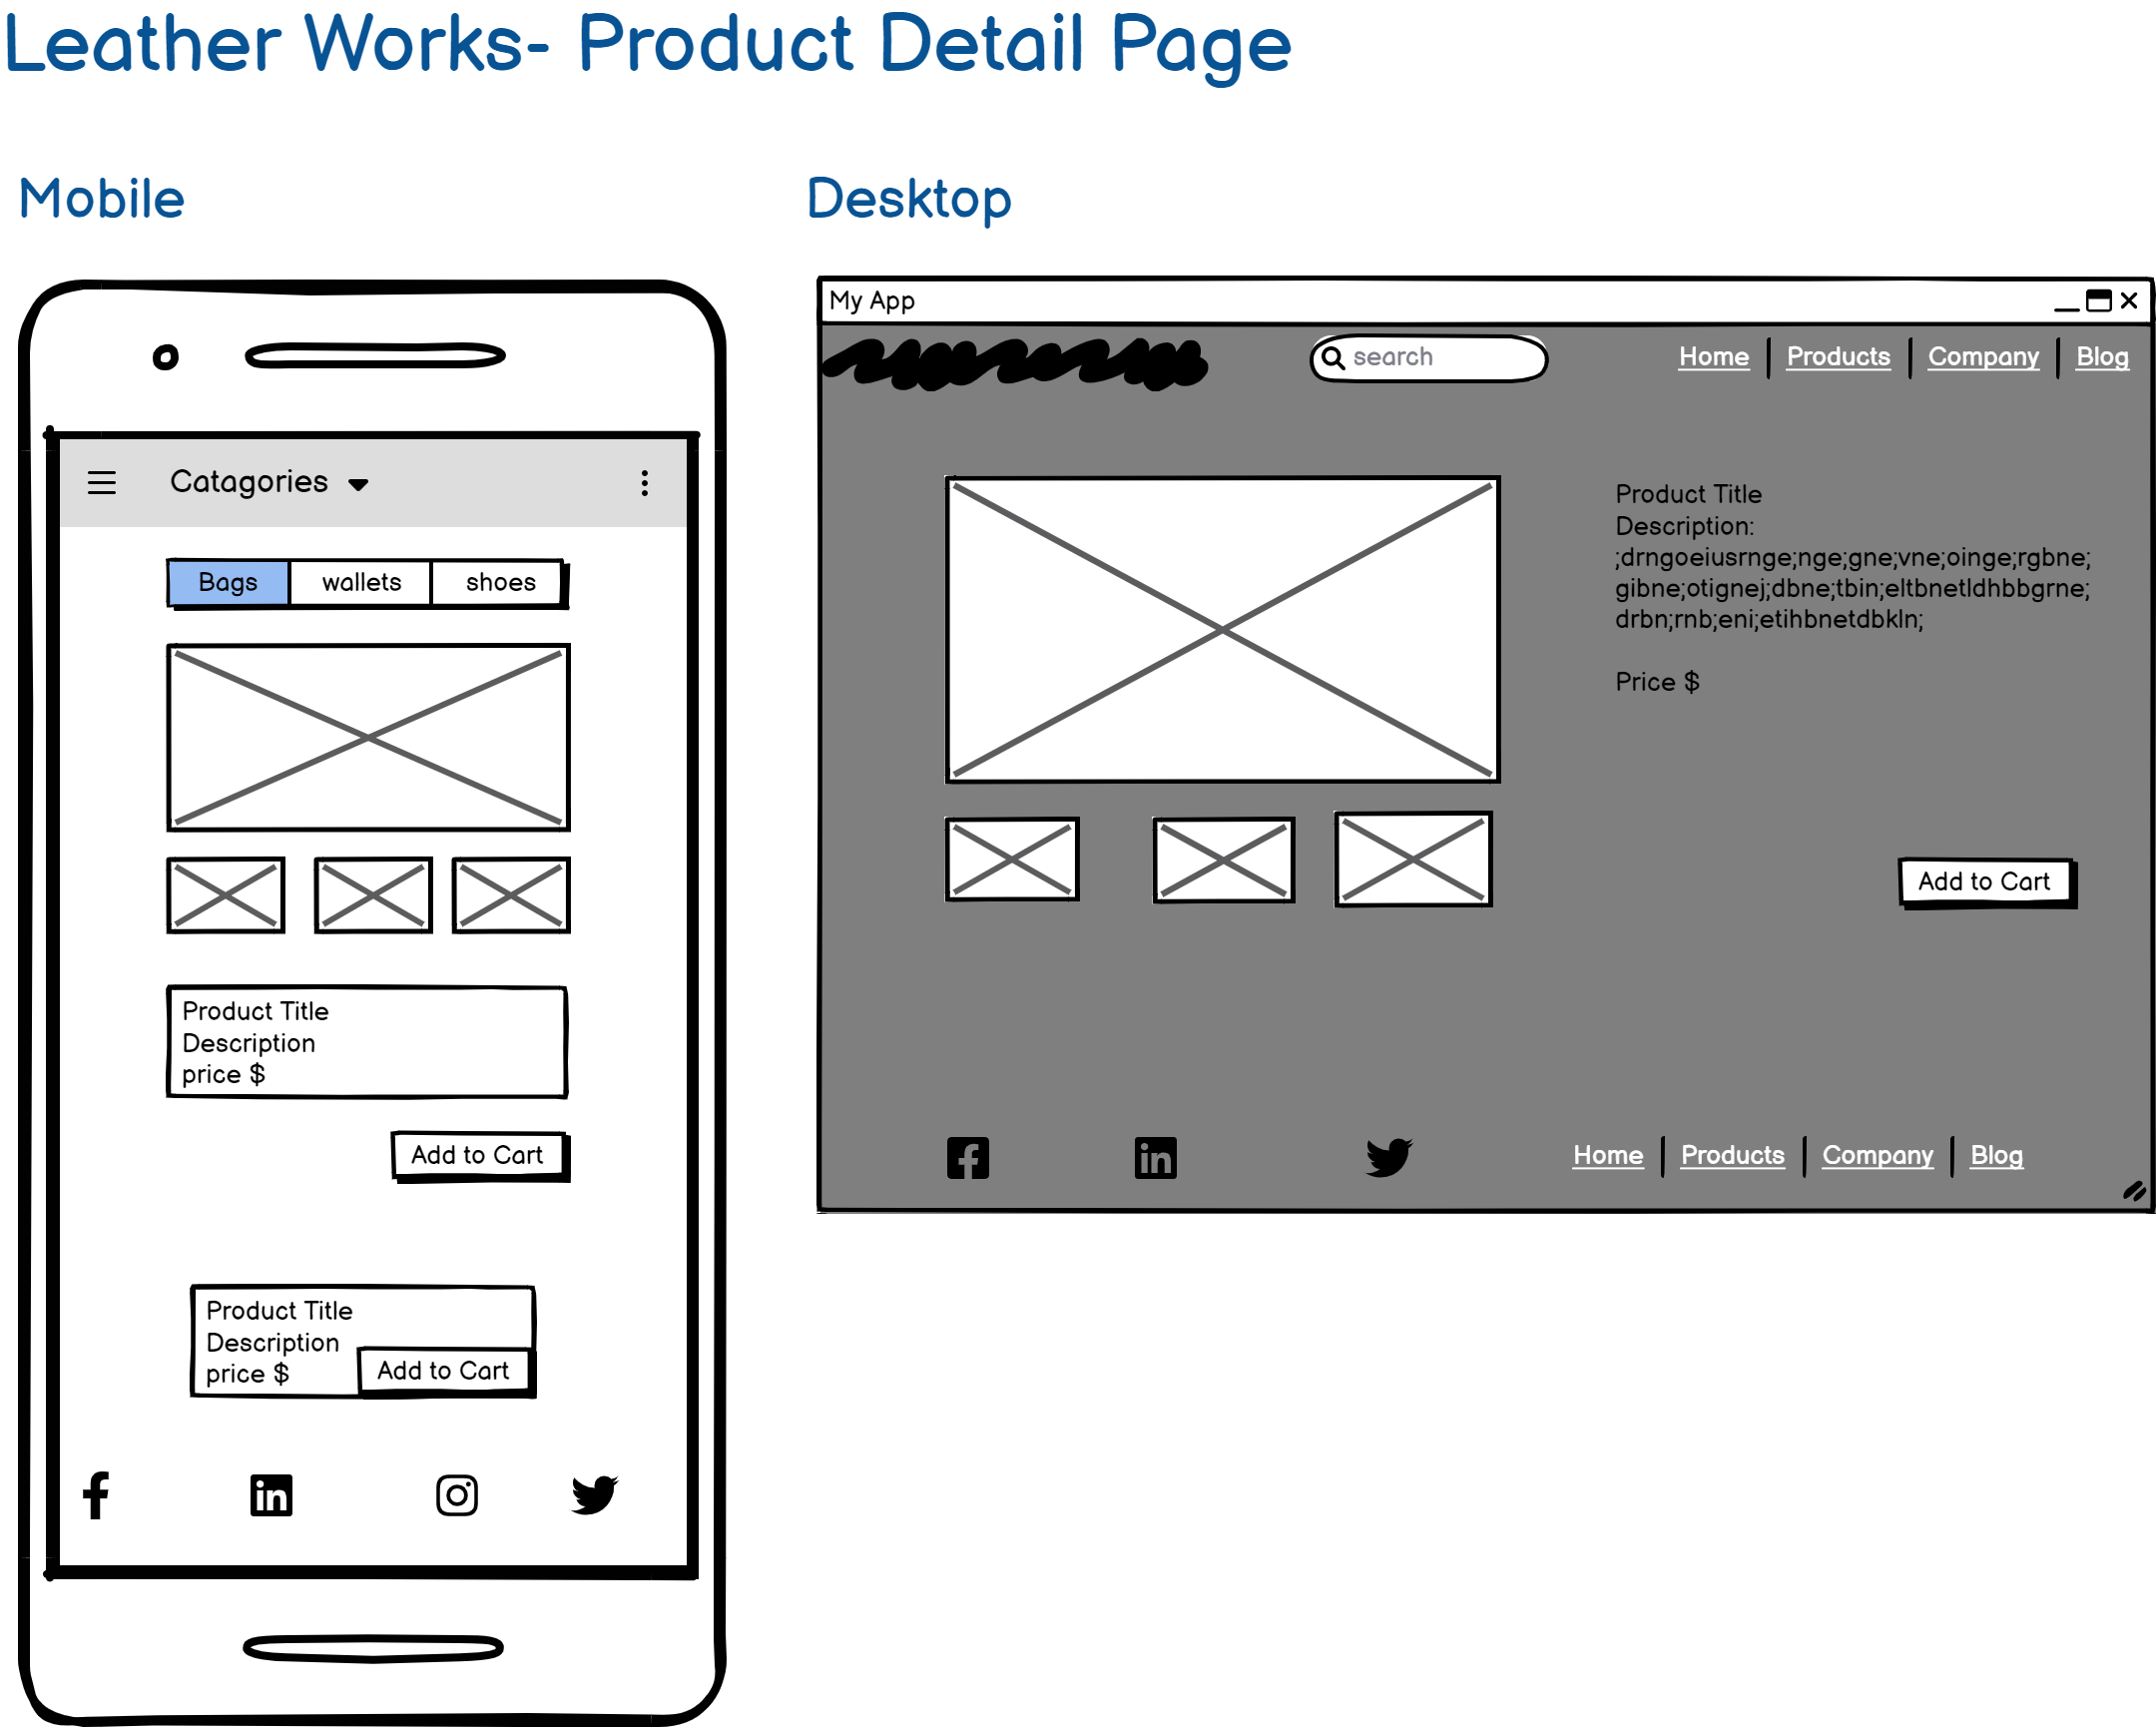 Leather Works- Product Detail Page
Mobile
Desktop
Catagories
Bags wallets shoes
Product Title
Description
price $
Add to Cart
Product Title
Description
price $
Add to Cart
My App
search
Home Products Company Blog
Product Title
Description:
;drngoeiusrnge;nge;gne;vne;oinge;rgbne;
gibne;otignej;dbne;tbin;eltbnetldhbbgrne;
drbn;rnb;eni;etihbnetdbkln;
Price $
Add to Cart
Home Products Company Blog